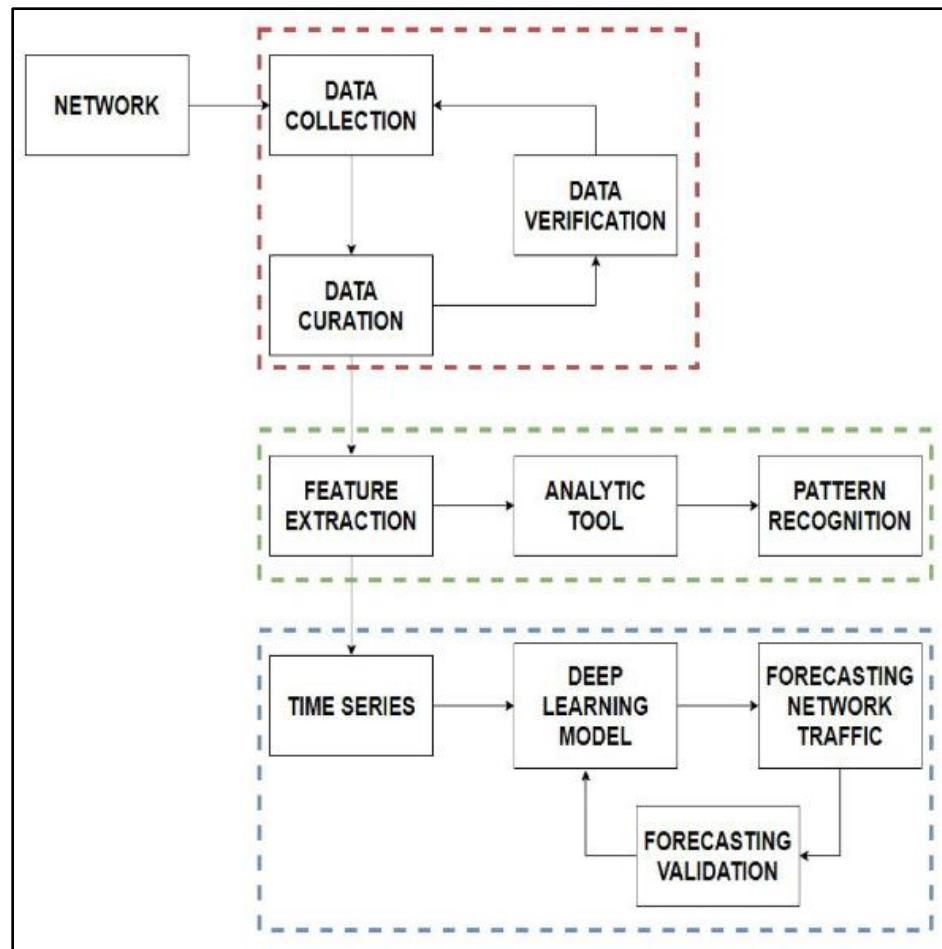 NETWORK
DATA
COLLECTION
DATA
VERIFICATION
DATA
CURATION
FEATURE
EXTRACTION
ANALYTIC
TOOL
PATTERN
RECOGNITION
TIME SERIES
DEEP
LEARNING
MODEL
FORECASTING
NETWORK
TRAFFIC
FORECASTING
VALIDATION